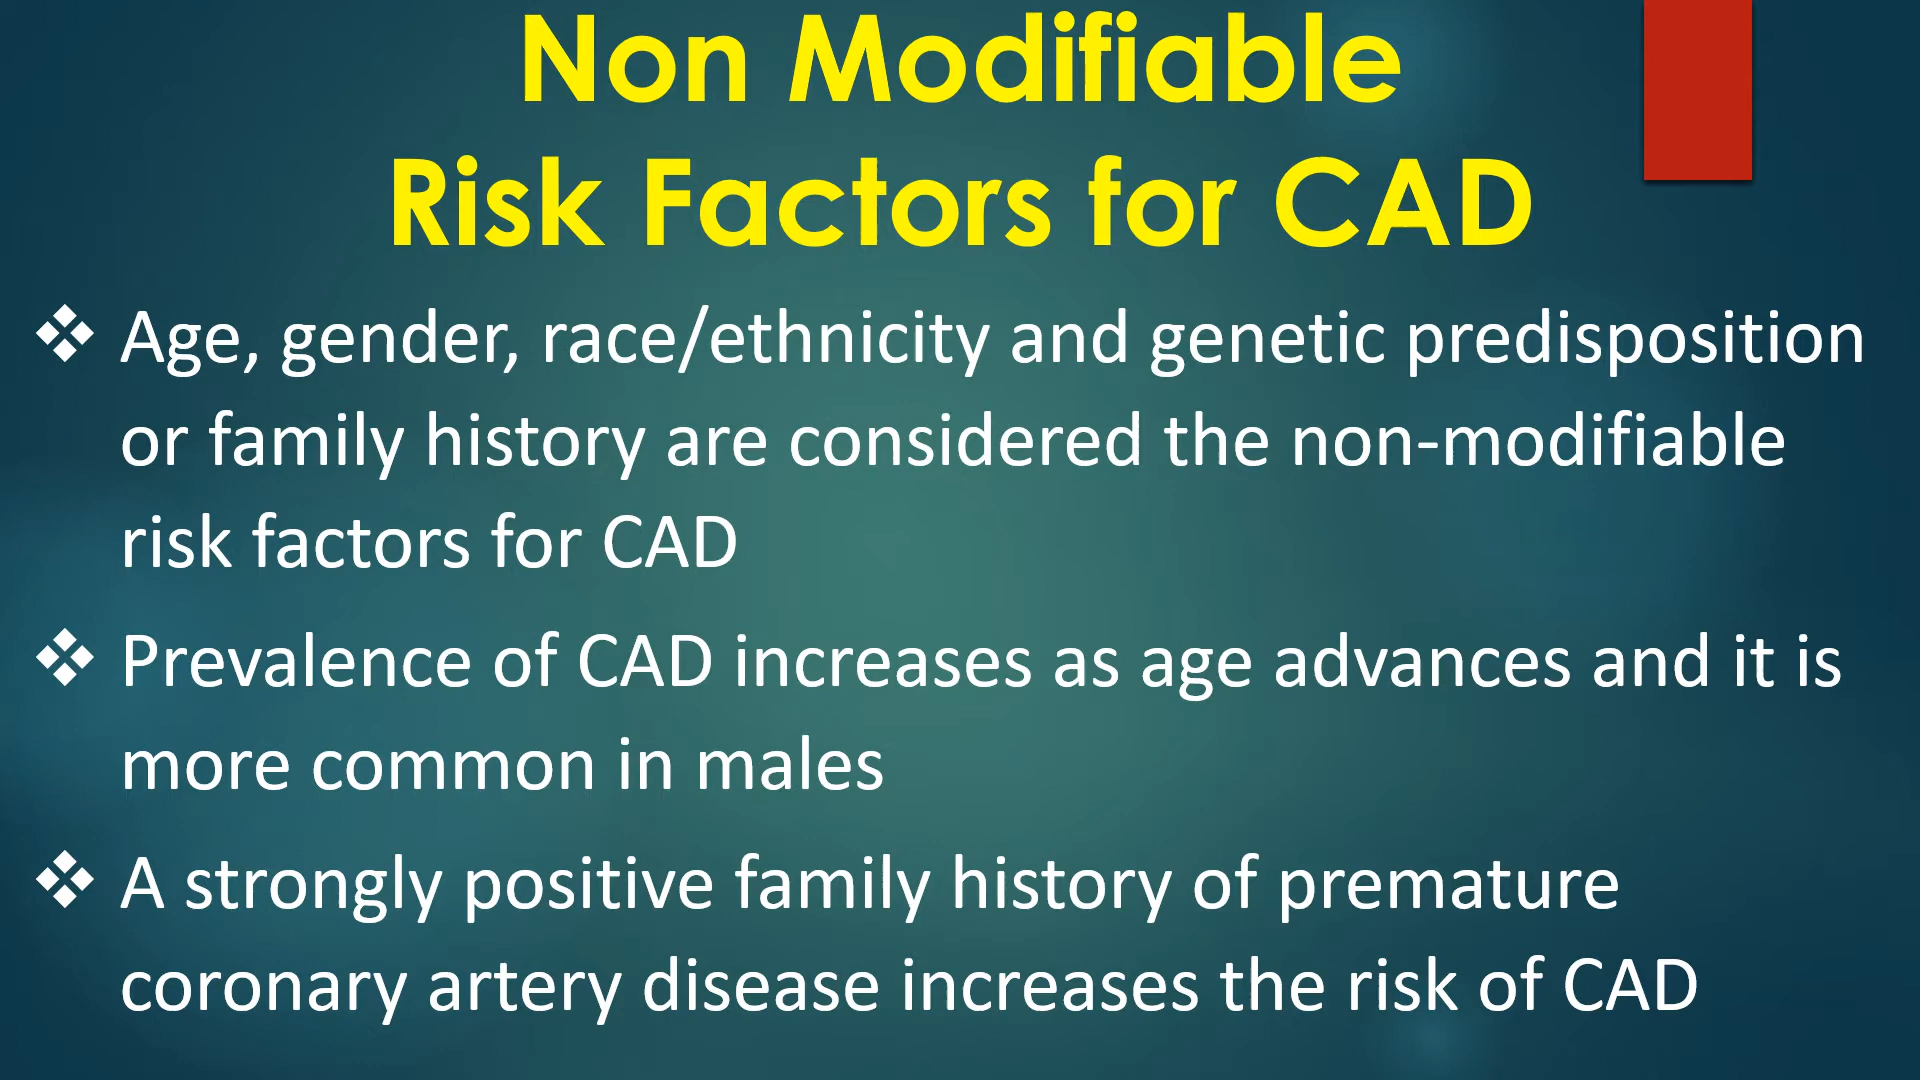 Non Modifiable
Risk Factors for CAD
❖ Age, gender, race/ethnicity and genetic predisposition
or family history are considered the non-modifiable
risk factors for CAD
❖ Prevalence of CAD increases as age advances and it is
more common in males
❖ A strongly positive family history of premature
coronary artery disease increases the risk of CAD